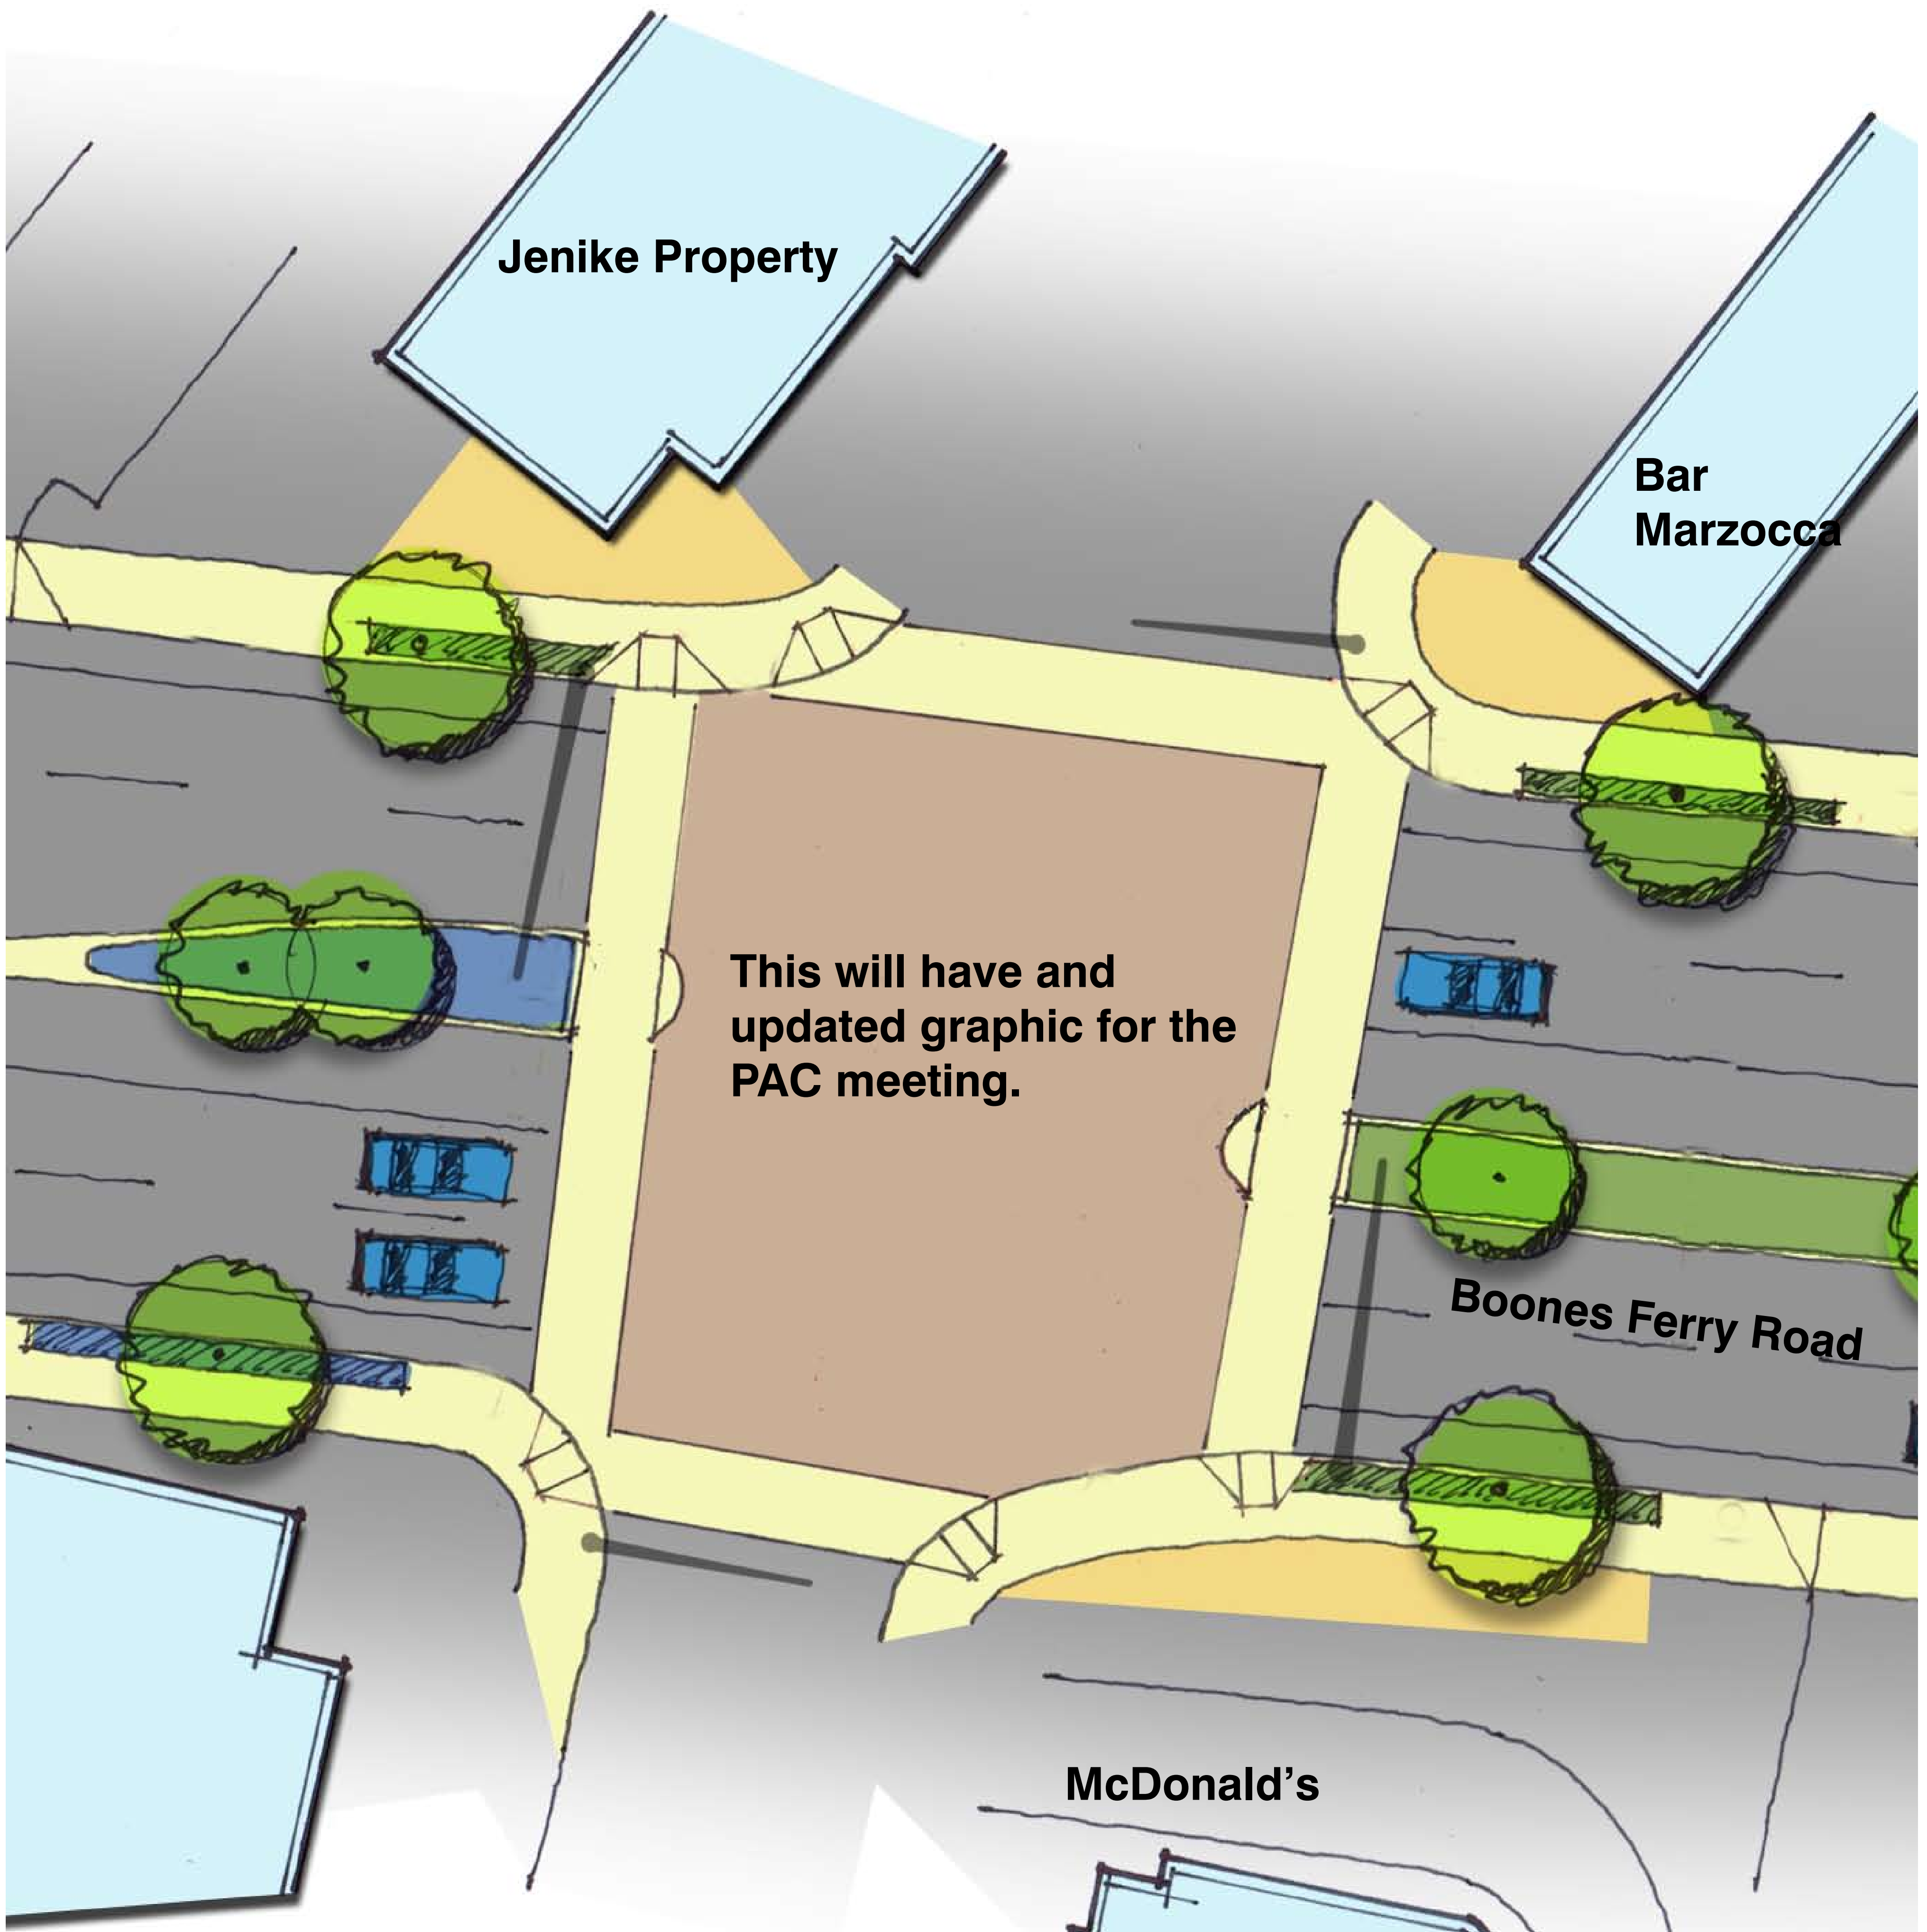 Jenike Property
Bar
Marzocca
This will have and
updated graphic for the
PAC meeting.
Boones Ferry Road
McDonald’s